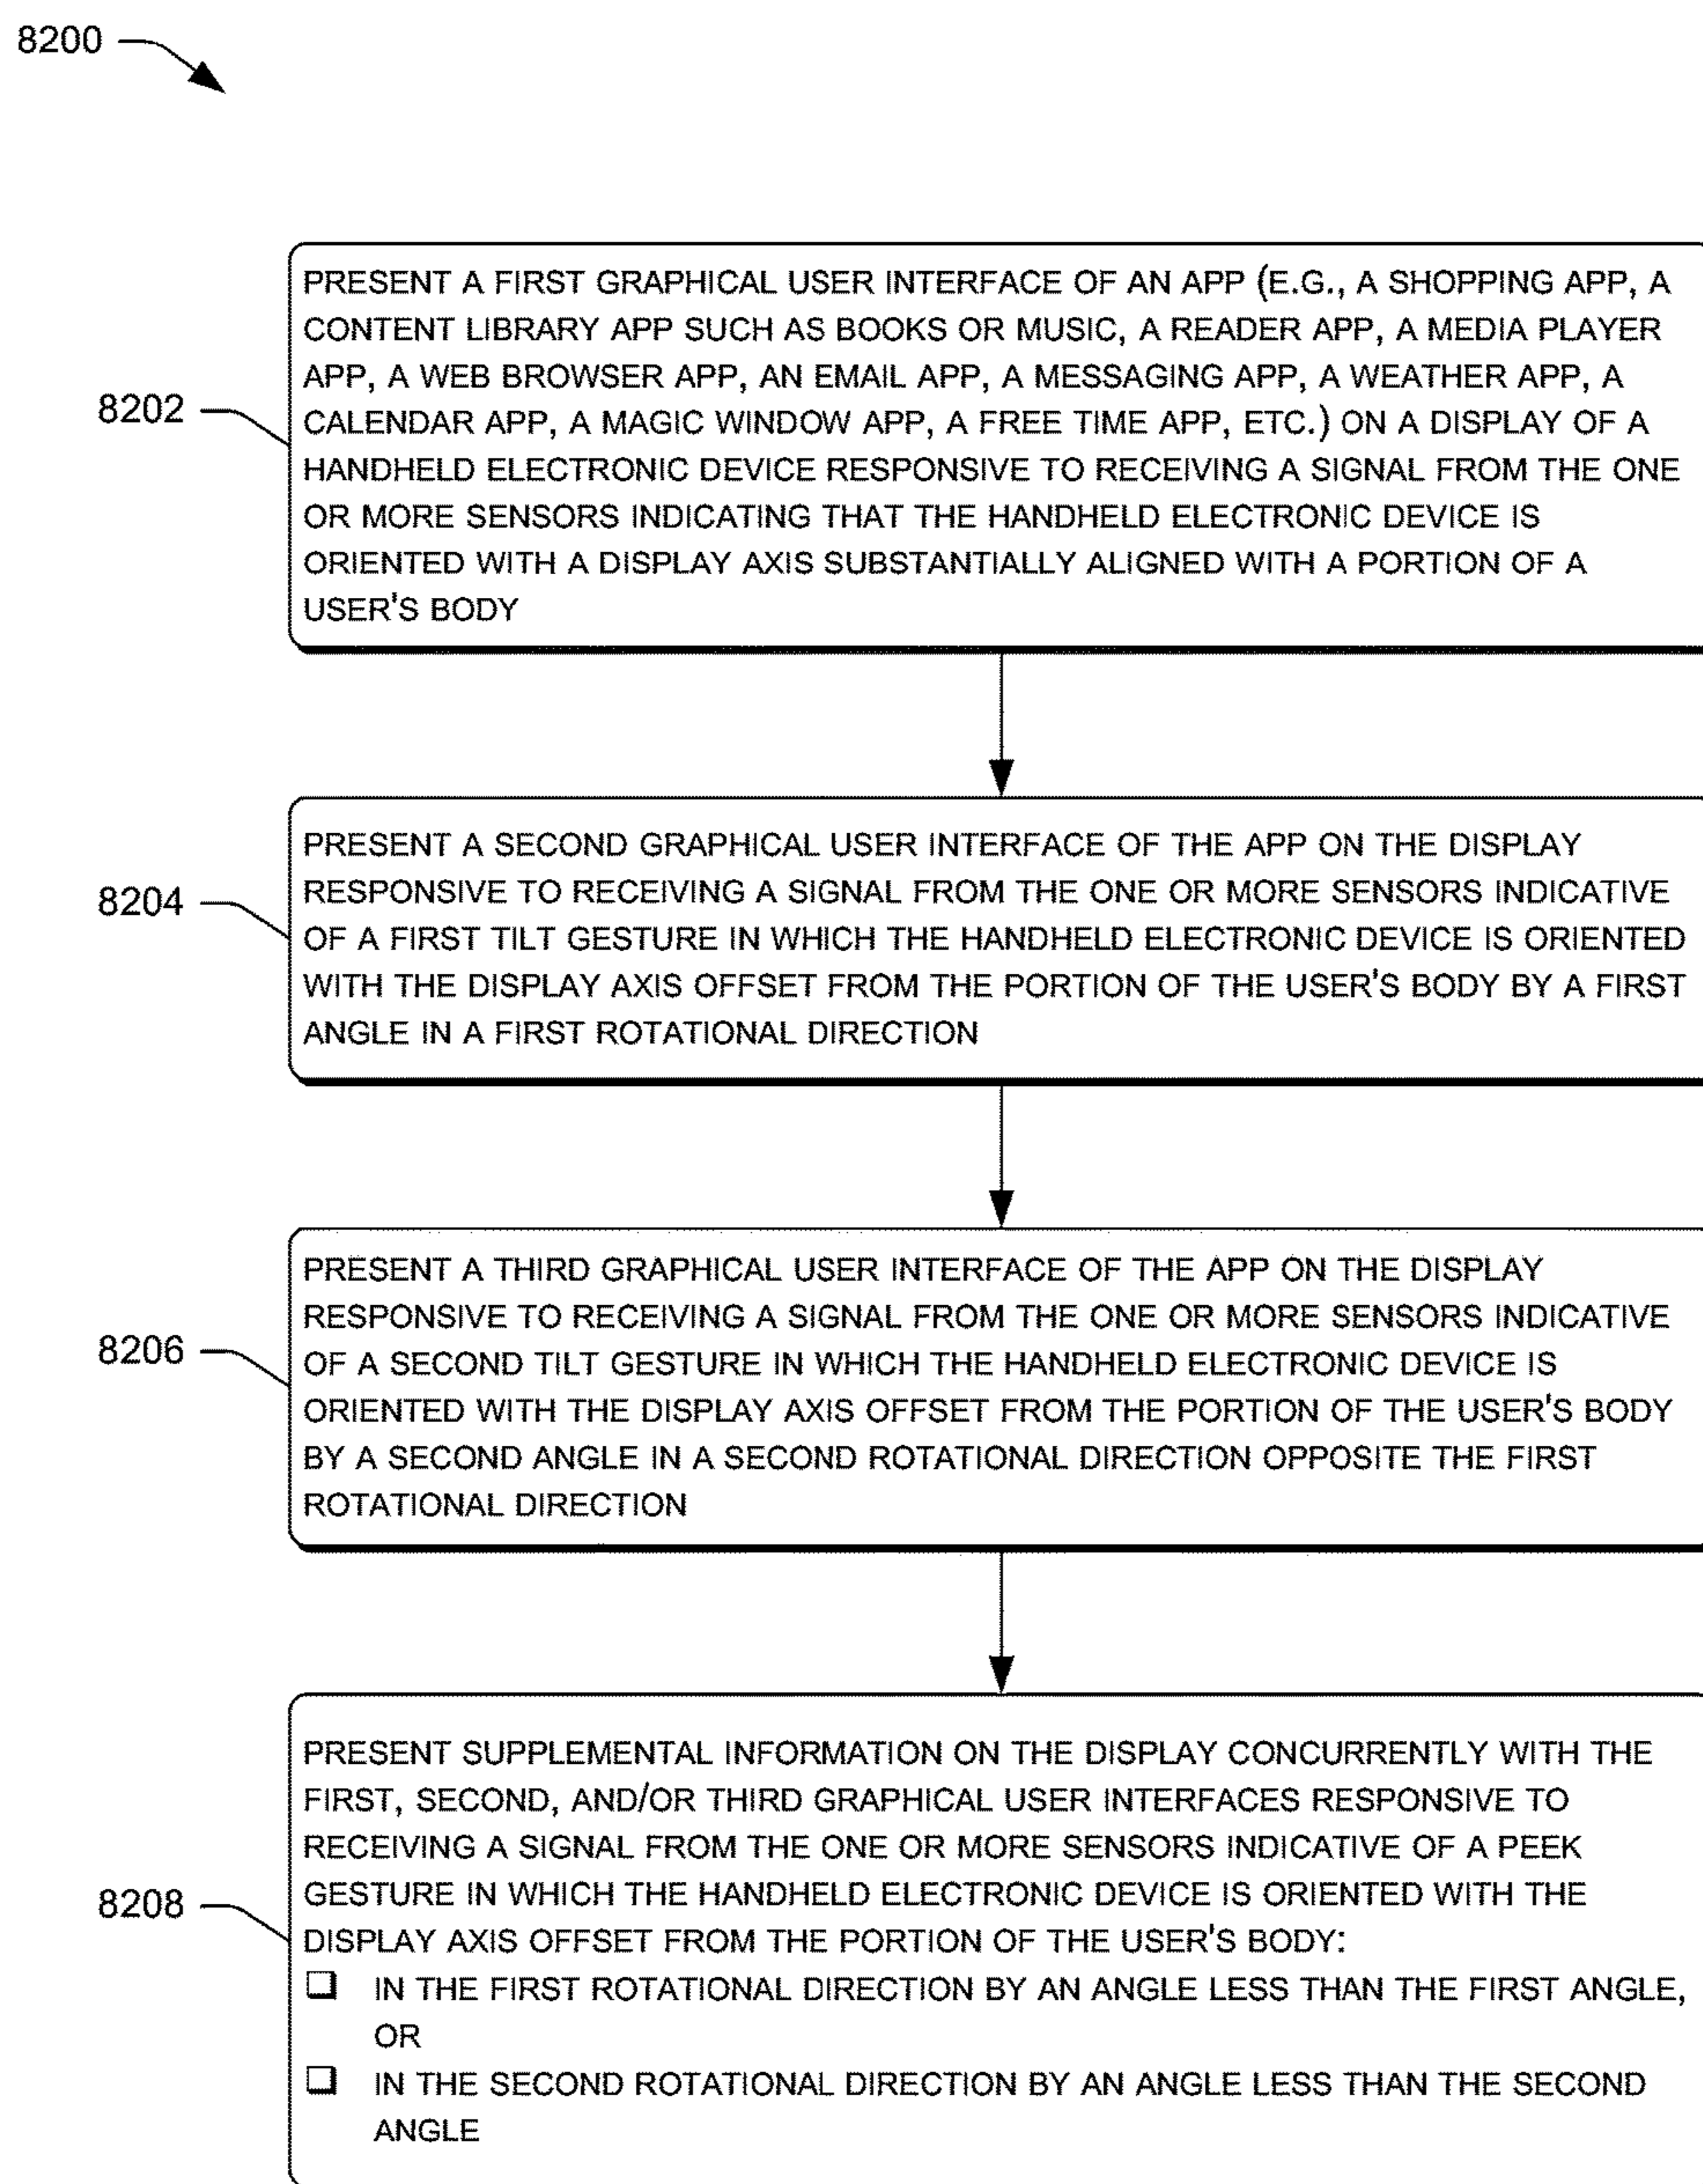 8200
PRESENT A FIRST GRAPHICAL USER INTERFACE OF AN APP (E.G., A SHOPPING APP, A
CONTENT LIBRARY APP SUCH AS BOOKS OR MUSIC, A READER APP, A MEDIA PLAYER
APP, A WEB BROWSER APP, AN EMAIL APP, A MESSAGING APP, A WEATHER APP, A
CALENDAR APP, A MAGIC WINDOW APP, A FREE TIME APP, ETC.) ON A DISPLAY OF A
HANDHELD ELECTRONIC DEVICE RESPONSIVE TO RECEIVING A SIGNAL FROM THE ONE
OR MORE SENSORS INDICATING THAT THE HANDHELD ELECTRONIC DEVICE IS
ORIENTED WITH A DISPLAY AXIS SUBSTANTIALLY ALIGNED WITH A PORTION OF A
USER'S BODY
8202
PRESENT A SECOND GRAPHICAL USER INTERFACE OF THE APP ON THE DISPLAY
RESPONSIVE TO RECEIVING A SIGNAL FROM THE ONE OR MORE SENSORS INDICATIVE
OF A FIRST TILT GESTURE IN WHICH THE HANDHELD ELECTRONIC DEVICE IS ORIENTED
WITH THE DISPLAY AXIS OFFSET FROM THE PORTION OF THE USER'S BODY BY A FIRST
ANGLE IN A FIRST ROTATIONAL DIRECTION
8204
PRESENT A THIRD GRAPHICAL USER INTERFACE OF THE APP ON THE DISPLAY
RESPONSIVE TO RECEIVING A SIGNAL FROM THE ONE OR MORE SENSORS INDICATIVE
OF A SECOND TILT GESTURE IN WHICH THE HANDHELD ELECTRONIC DEVICE IS
ORIENTED WITH THE DISPLAY AXIS OFFSET FROM THE PORTION OF THE USER'S BODY
BY A SECOND ANGLE IN A SECOND ROTATIONAL DIRECTION OPPOSITE THE FIRST
ROTATIONAL DIRECTION
8206
PRESENT SUPPLEMENTAL INFORMATION ON THE DISPLAY CONCURRENTLY WITH THE
FIRST, SECOND, AND/OR THIRD GRAPHICAL USER INTERFACES RESPONSIVE TO
RECEIVING A SIGNAL FROM THE ONE OR MORE SENSORS INDICATIVE OF A PEEK
GESTURE IN WHICH THE HANDHELD ELECTRONIC DEVICE IS ORIENTED WITH THE
DISPLAY AXIS OFFSET FROM THE PORTION OF THE USER'S BODY:
❑ IN THE FIRST ROTATIONAL DIRECTION BY AN ANGLE LESS THAN THE FIRST ANGLE,
OR
❑ IN THE SECOND ROTATIONAL DIRECTION BY AN ANGLE LESS THAN THE SECOND
ANGLE
8208